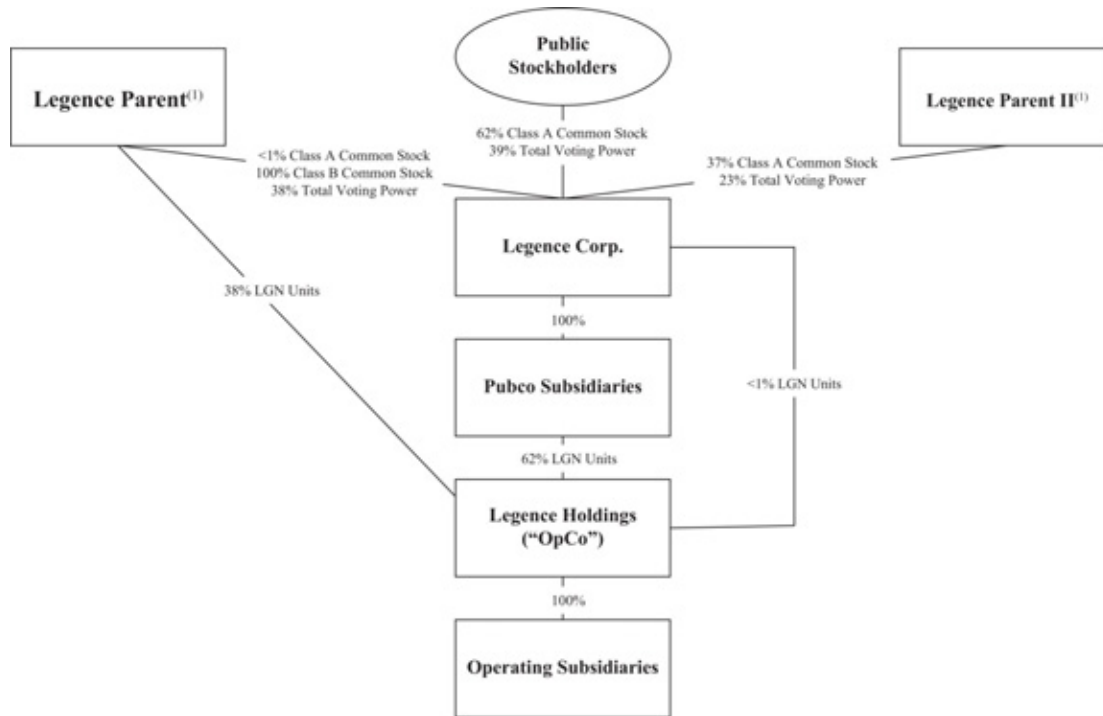 Public
Stockholders
Legence Parent(1)
Legence Parent II(1)
62% Class A Common Stock
39% Total Voting Power
<1% Class A Common Stock
100% Class B Common Stock
38% Total Voting Power
37% Class A Common Stock
23% Total Voting Power
Legence Corp.
38% LGN Units
100%
Pubco Subsidiaries
<1% LGN Units
62% LGN Units
Legence Holdings
(“OpCo”)
100%
Operating Subsidiaries